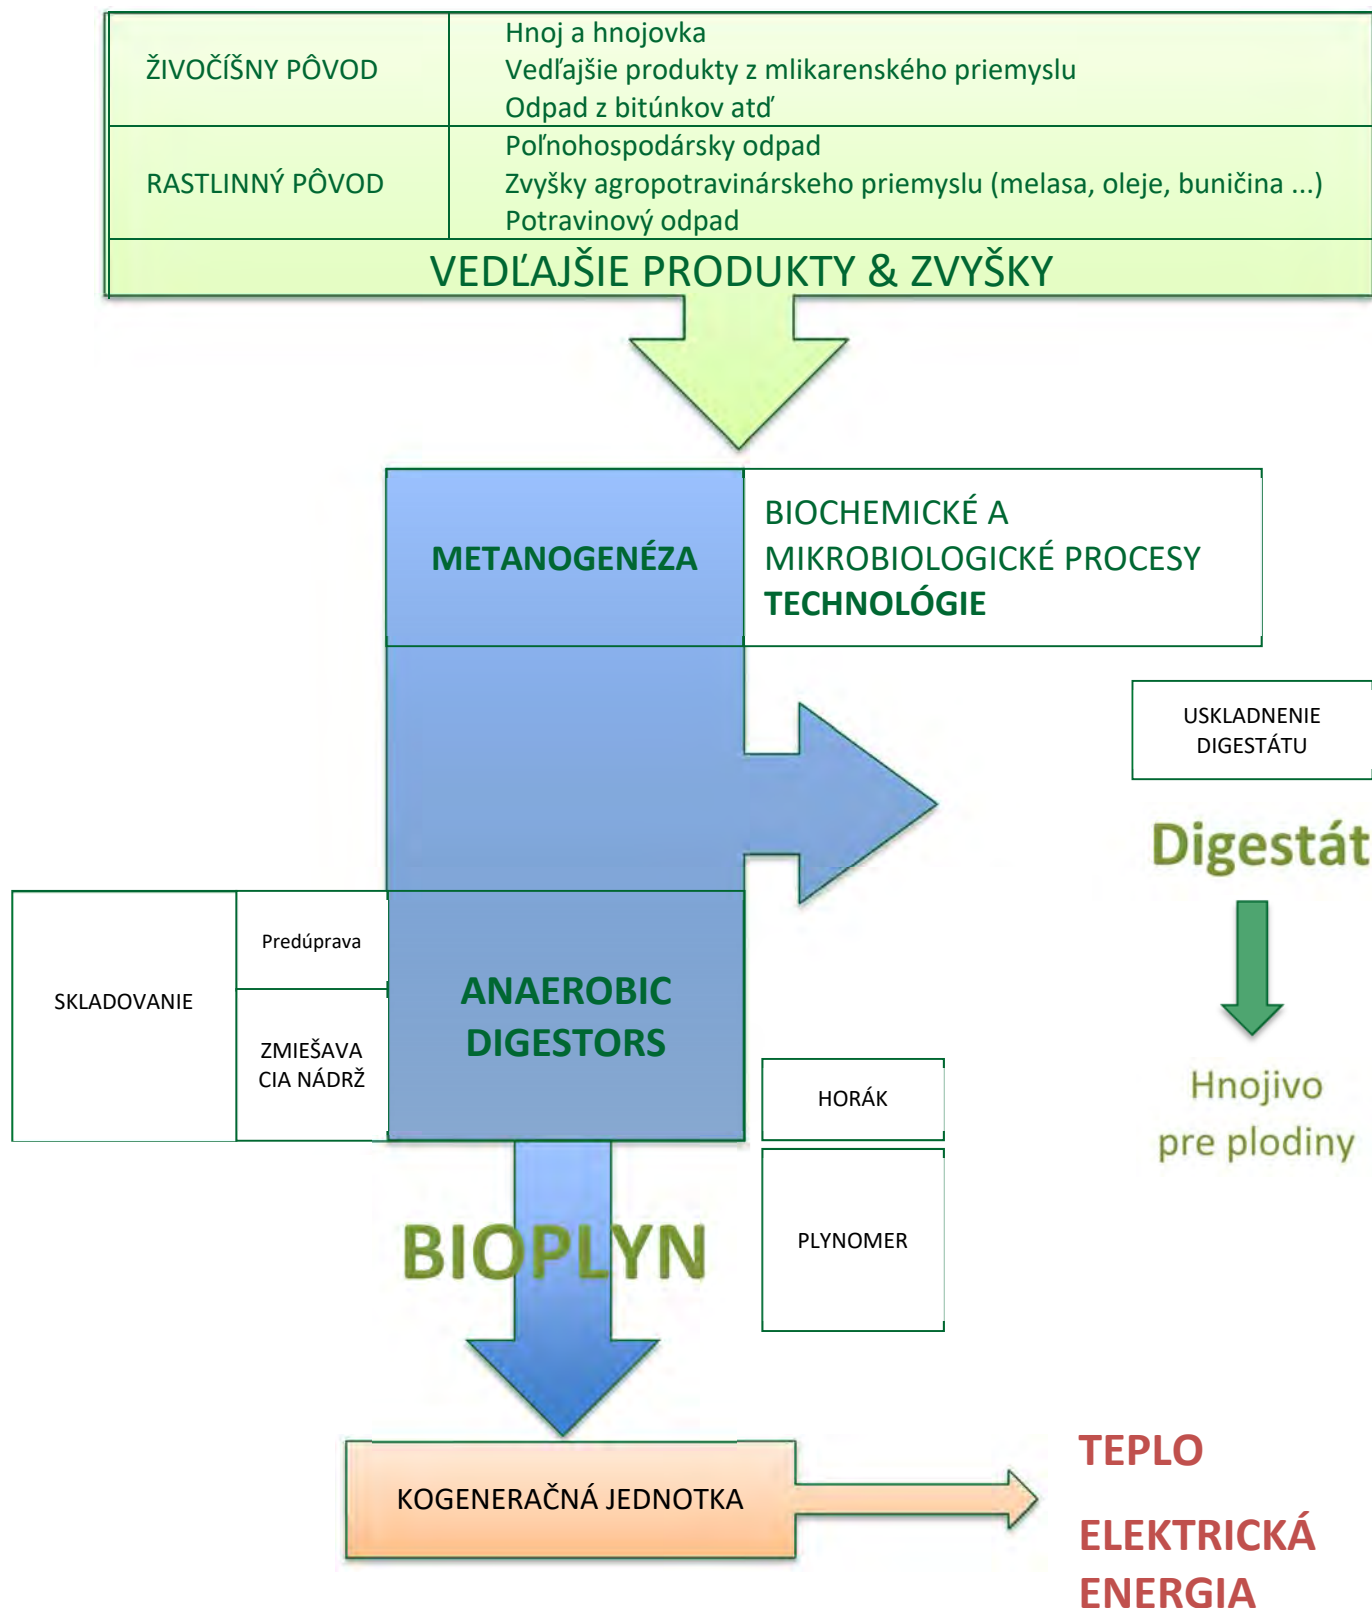 ŽIVOČÍŠNY PÔVOD
Hnoj a hnojovka
Vedľajšie produkty z mlikarenského priemyslu
Odpad z bitúnkov atď
RASTLINNÝ PÔVOD
Poľnohospodársky odpad
Zvyšky agropotravinárskeho priemyslu (melasa, oleje, buničina ...)
Potravinový odpad
VEDĽAJŠIE PRODUKTY & ZVYŠKY
METANOGENÉZA
BIOCHEMICKÉ A
MIKROBIOLOGICKÉ PROCESY
TECHNOLÓGIE
USKLADNENIE
DIGESTÁTU
Digestát
Hnojivo
pre plodiny
SKLADOVANIE
Predúprava
ZMIEŠAVA
CIA NÁDRŽ
ANAEROBIC
DIGESTORS
HORÁK
PLYNOMER
BIOPLYN
KOGENERAČNÁ JEDNOTKA
TEPLO
ELEKTRICKÁ
ENERGIA